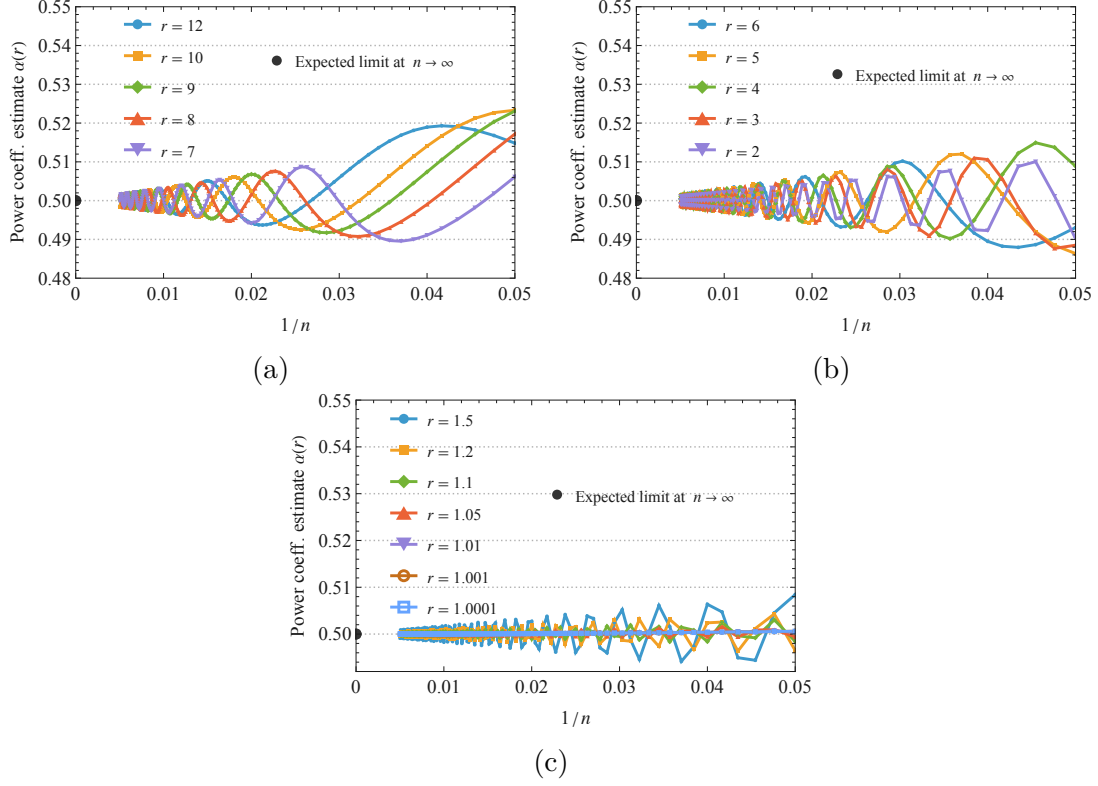 Power coeff. estimate α(r)
0.55
0.54
0.53
0.52
0.51
0.50
0.49
0.48
r = 12
r = 10
r = 9
r = 8
r = 7
Expected limit at n → ∞
0
0.01
0.02
0.03
0.04
0.05
1/n
(a)
Power coeff. estimate α(r)
0.55
0.54
0.53
0.52
0.51
0.50
0.49
0.48
r = 6
r = 5
r = 4
r = 3
r = 2
Expected limit at n → ∞
0
0.01
0.02
0.03
0.04
0.05
1/n
(b)
Power coeff. estimate α(r)
0.55
0.54
0.53
0.52
0.51
0.50
r = 1.5
r = 1.2
r = 1.1
r = 1.05
r = 1.01
r = 1.001
r = 1.0001
Expected limit at n → ∞
0
0.01
0.02
0.03
0.04
0.05
1/n
(c)